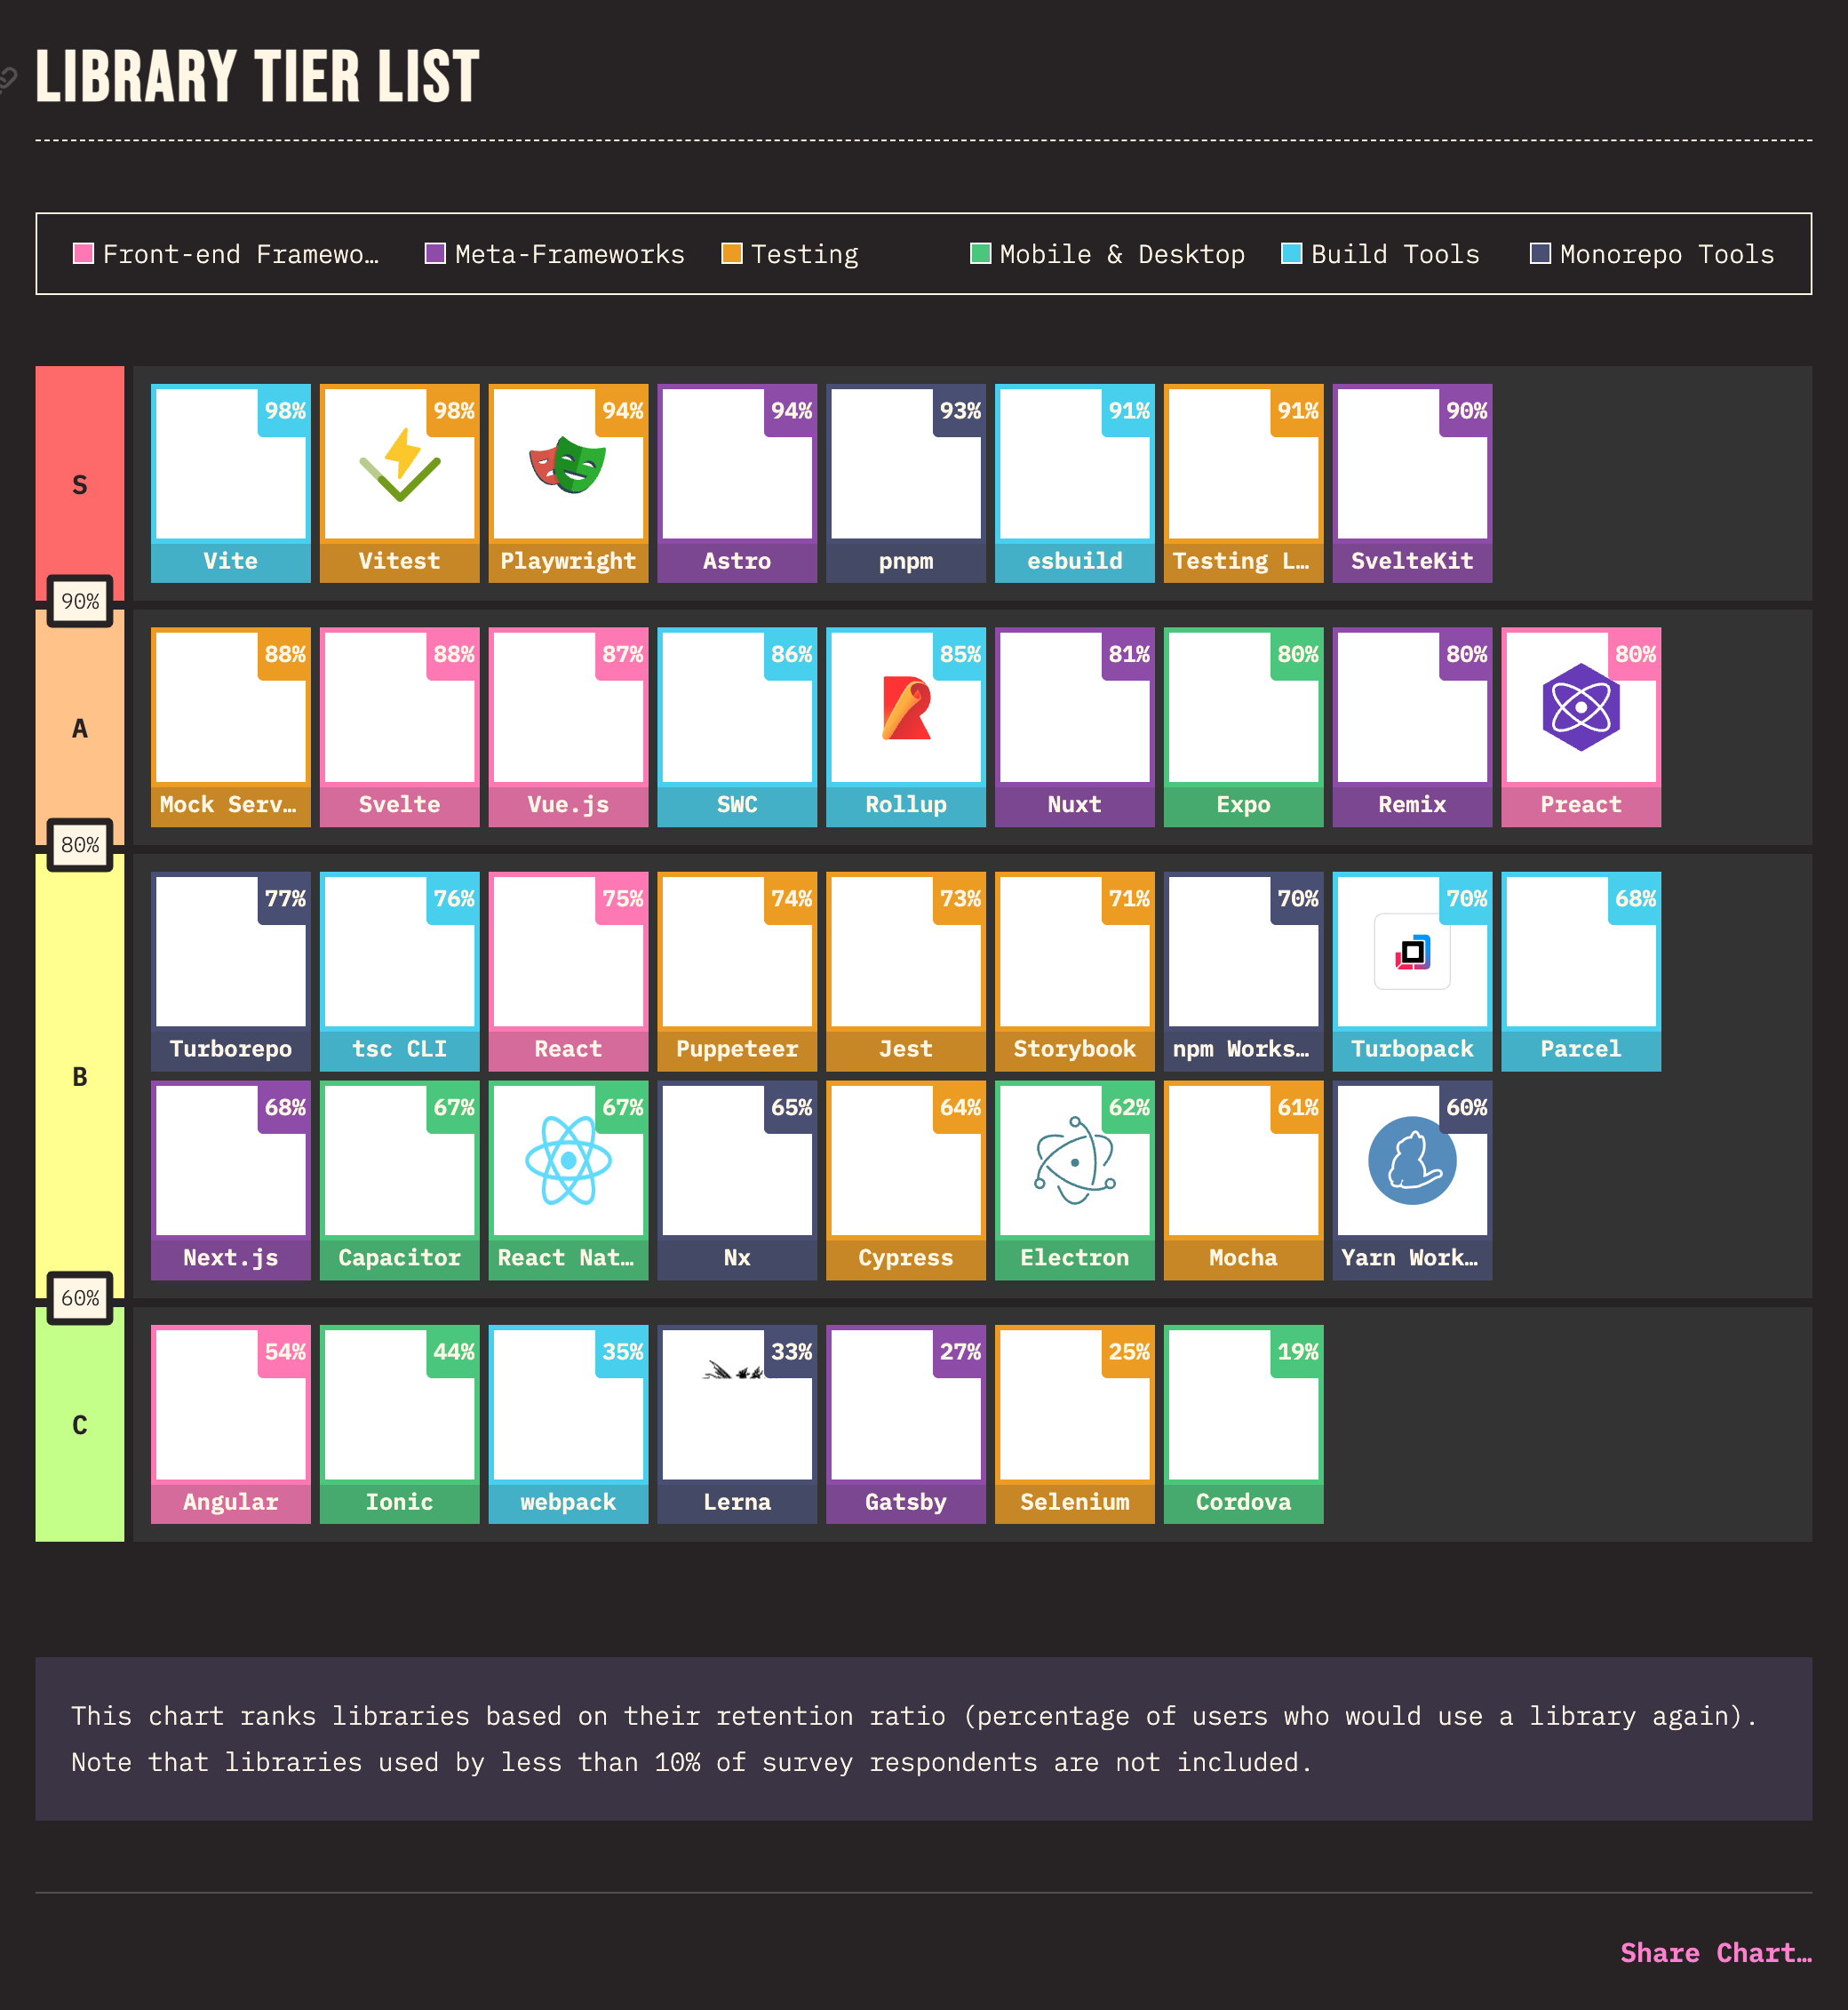 LIBRARY TIER LIST
Front-end Framewo… Meta-Frameworks Testing Mobile & Desktop Build Tools Monorepo Tools
S
98% 98% 94% 94% 93% 91% 91% 90%
Vite Vitest Playwright Astro pnpm esbuild Testing L… SvelteKit
90%
A
88% 88% 87% 86% 85% 81% 80% 80% 80%
Mock Serv… Svelte Vue.js SWC Rollup Nuxt Expo Remix Preact
80%
B
77% 76% 75% 74% 73% 71% 70% 70% 68%
Turborepo tsc CLI React Puppeteer Jest Storybook npm Works… Turbopack Parcel
68% 67% 67% 65% 64% 62% 61% 60%
Next.js Capacitor React Nat… Nx Cypress Electron Mocha Yarn Work…
60%
C
54% 44% 35% 33% 27% 25% 19%
Angular Ionic webpack Lerna Gatsby Selenium Cordova
This chart ranks libraries based on their retention ratio (percentage of users who would use a library again).
Note that libraries used by less than 10% of survey respondents are not included.
Share Chart…